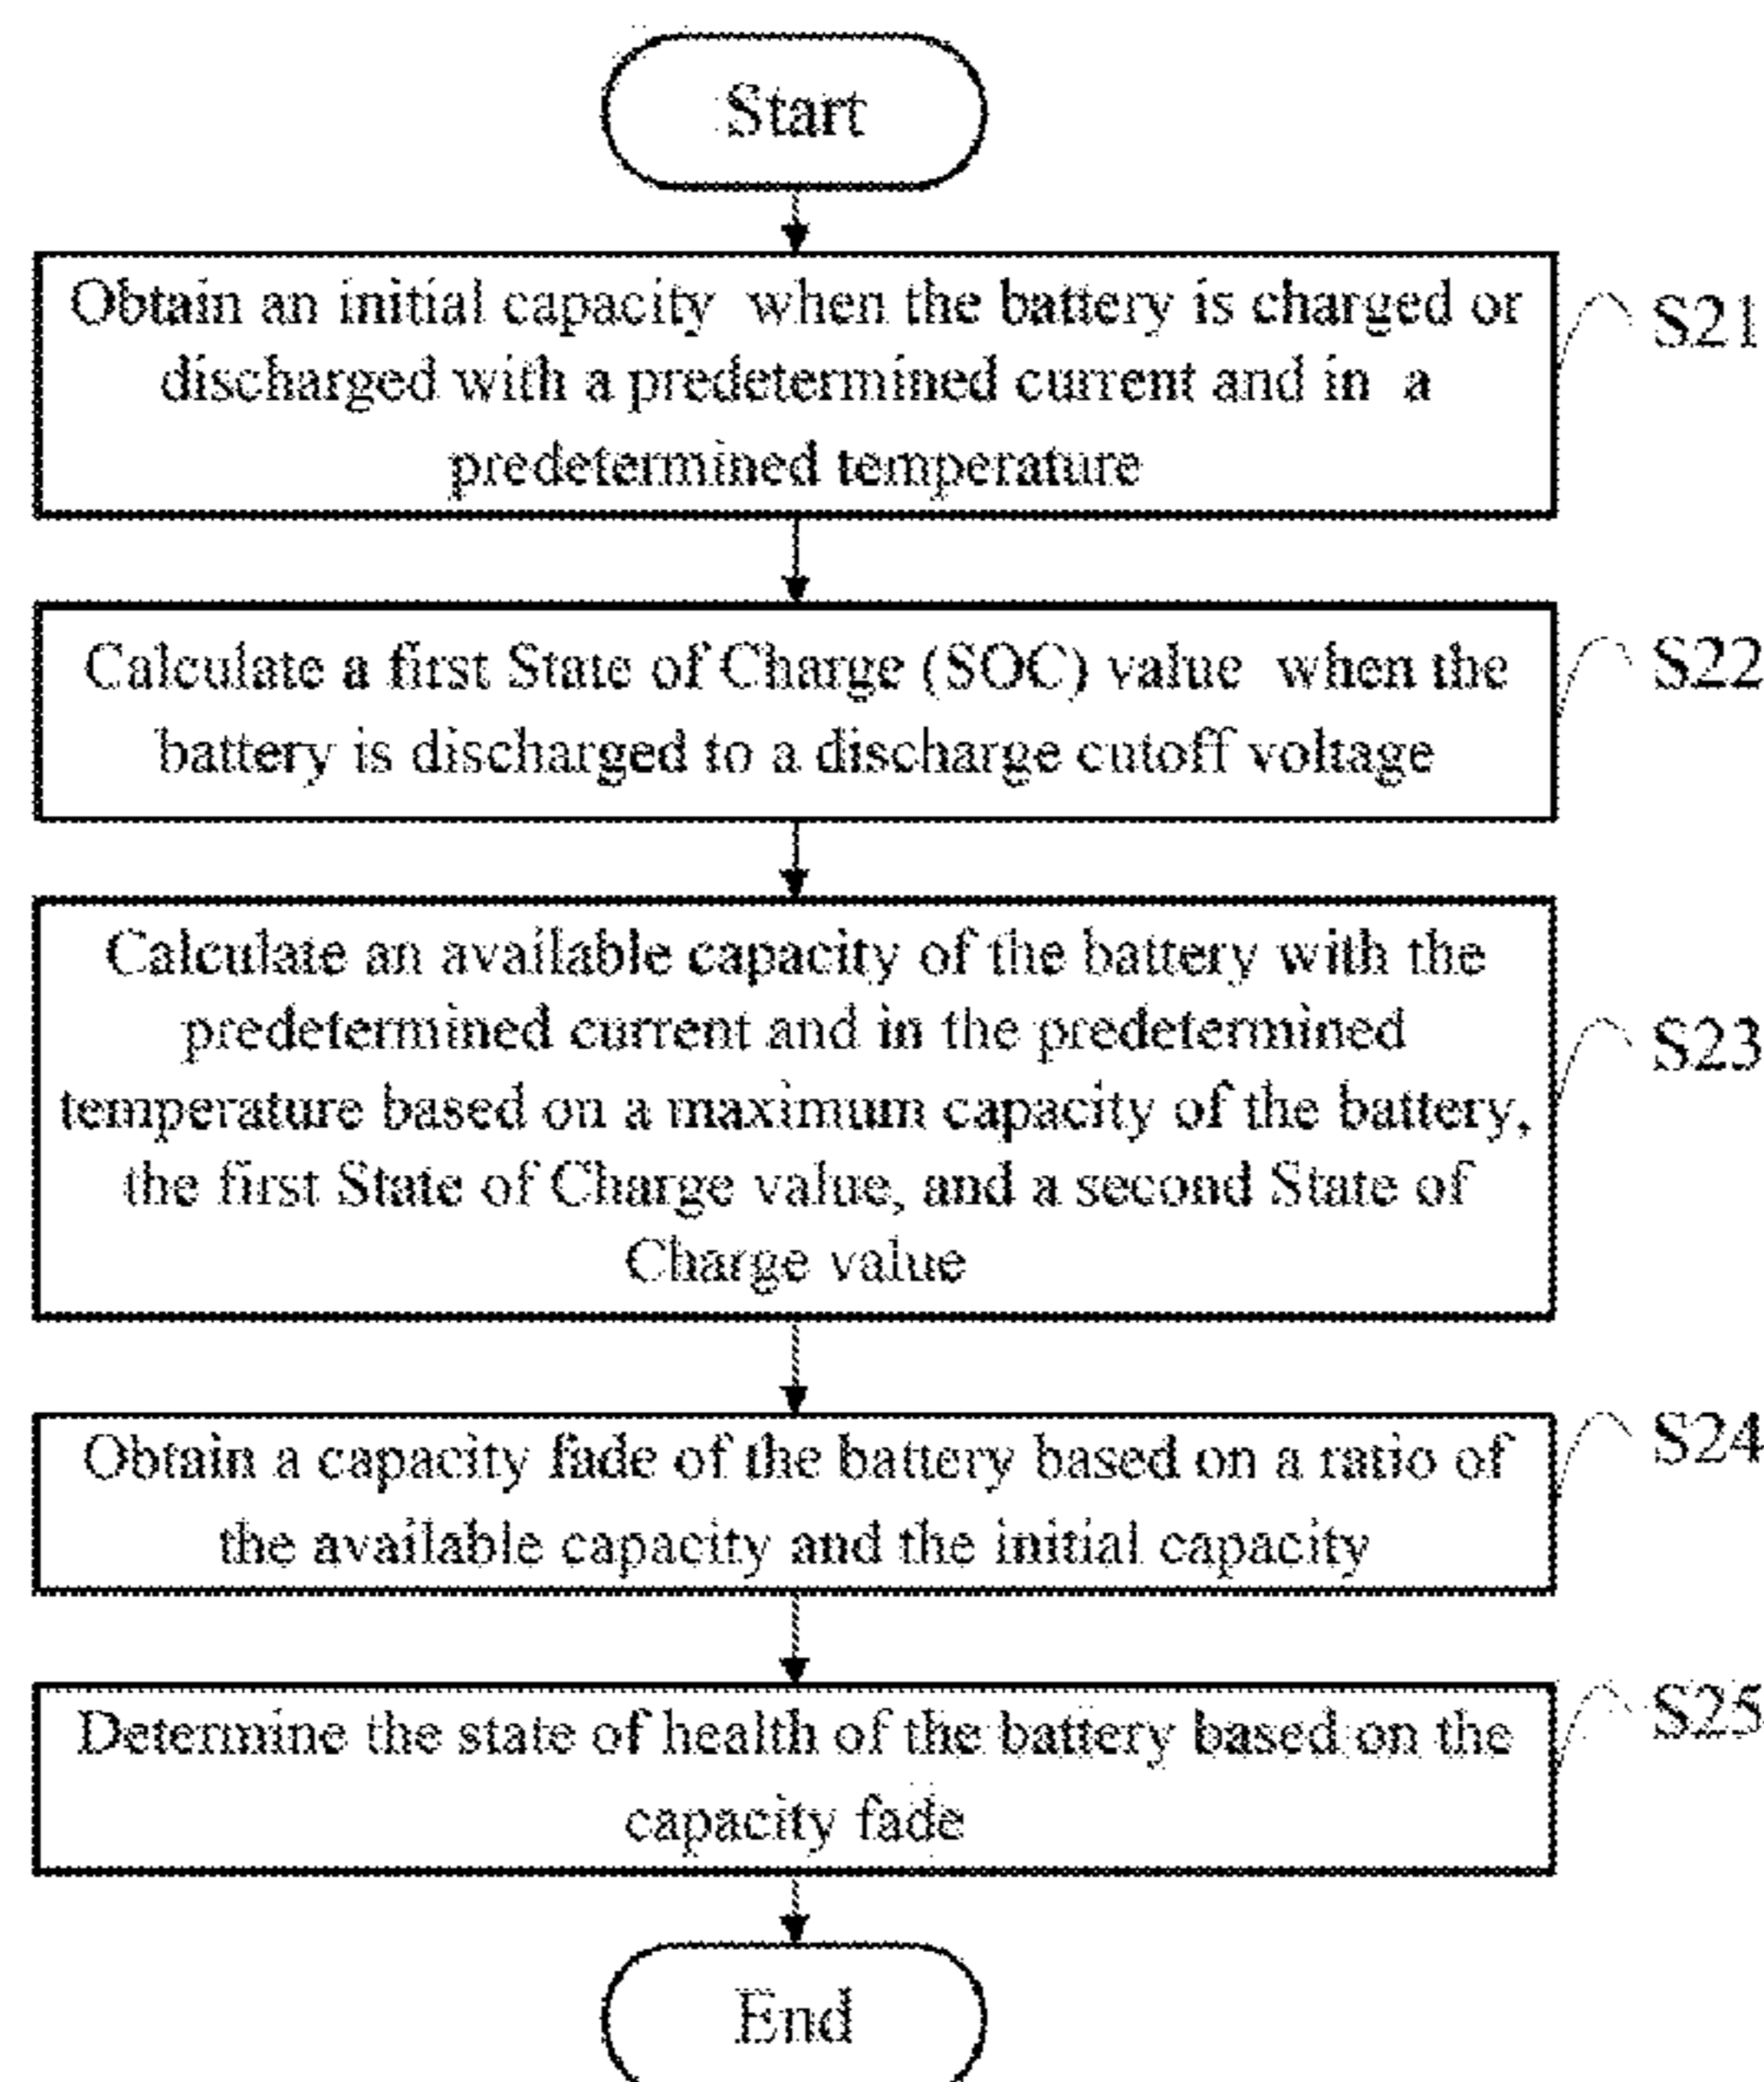 Start
Obtain an initial capacity when the battery is charged or
discharged with a predetermined current and in a
predetermined temperature
S21
Calculate a first State of Charge (SOC) value when the
battery is discharged to a discharge cutoff voltage
S22
Calculate an available capacity of the battery with the
predetermined current and in the predetermined
temperature based on a maximum capacity of the battery,
the first State of Charge value, and a second State of
Charge value
S23
Obtain a capacity fade of the battery based on a ratio of
the available capacity and the initial capacity
S24
Determine the state of health of the battery based on the
capacity fade
S25
End